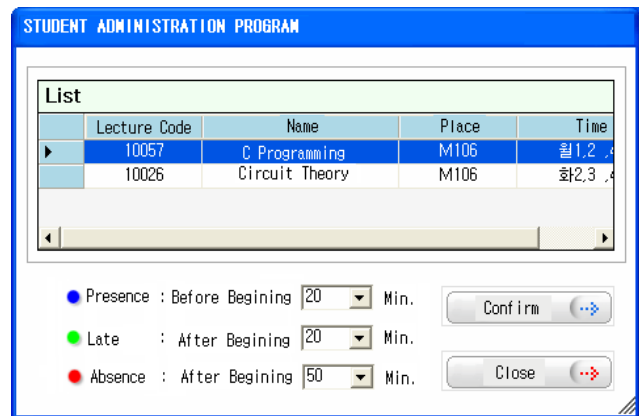 STUDENT ADMINISTRATION PROGRAM
List
Lecture Code Name Place Time
10057 C Programming M106 월1,2 ,4
10026 Circuit Theory M106 화2,3 ,4
Presence : Before Begining 20 Min.
Confirm
Late : After Begining 20 Min.
Absence : After Begining 50 Min.
Close